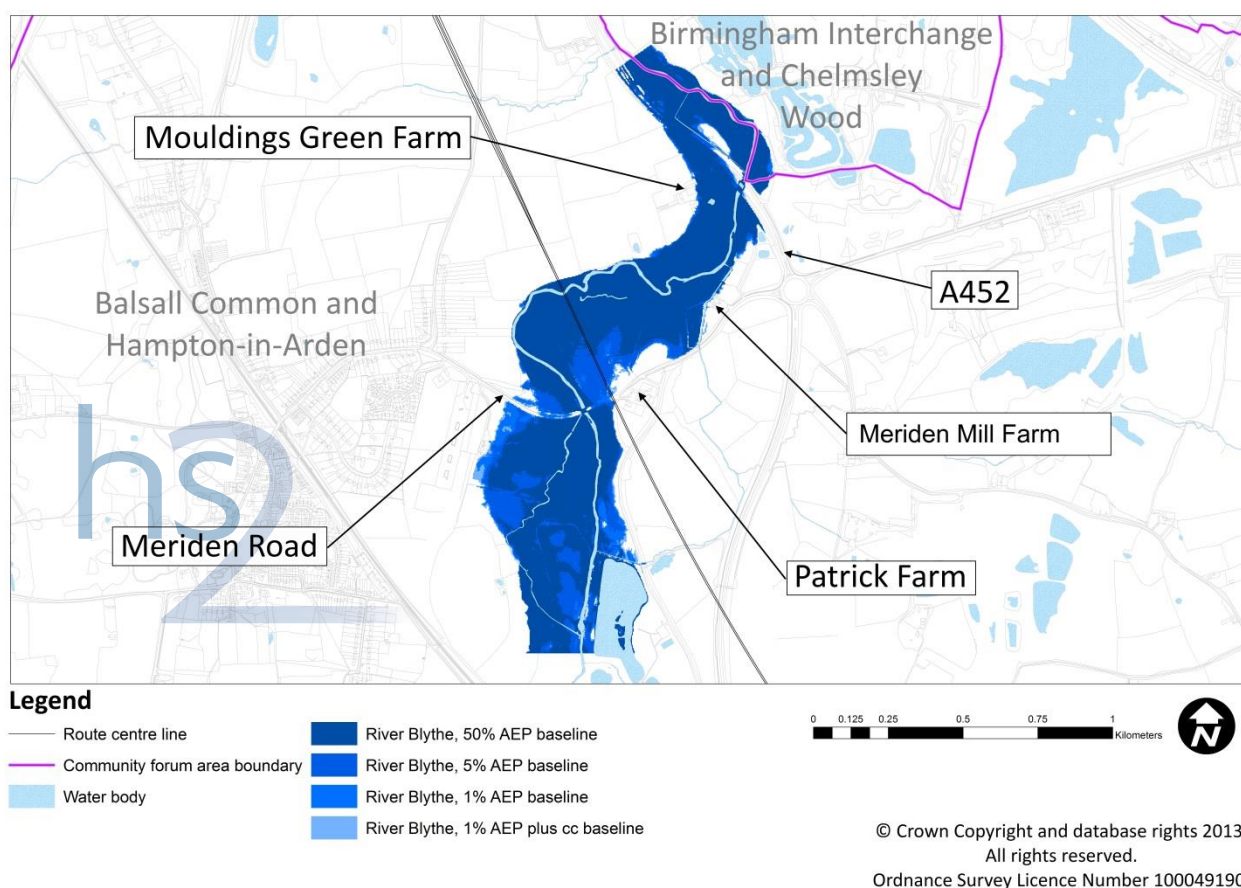 Birmingham Interchange
and Chelmsley
Wood
Mouldings Green Farm
A452
Balsall Common and
Hampton-in-Arden
Meriden Mill Farm
hs2
Meriden Road
Patrick Farm
Legend
Route centre line
Community forum area boundary
Water body
River Blythe, 50% AEP baseline
River Blythe, 5% AEP baseline
River Blythe, 1% AEP baseline
River Blythe, 1% AEP plus cc baseline
0 0.125 0.25 0.5 0.75 1
Kilometers
N
© Crown Copyright and database rights 2013
All rights reserved.
Ordnance Survey Licence Number 100049190